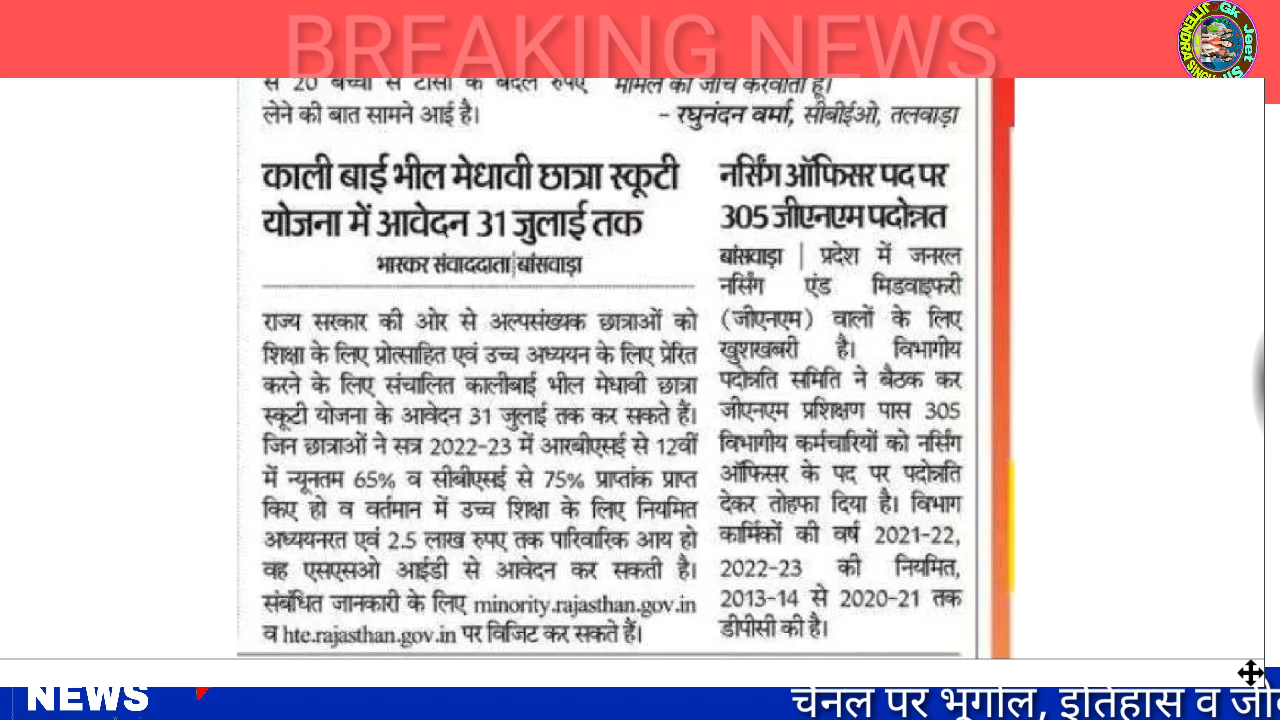 BREAKING NEWS
से 20 बच्चों से टीसी के बदले रुपए
लेने की बात सामने आई है।
मामले की जांच करवाता हूं।
- रघुनंदन वर्मा, सीबीईओ, तलवाड़ा
काली बाई भील मेधावी छात्रा स्कूटी
योजना में आवेदन 31 जुलाई तक
भास्कर संवाददाता|बांसवाड़ा
राज्य सरकार की ओर से अल्पसंख्यक छात्राओं को
शिक्षा के लिए प्रोत्साहित एवं उच्च अध्ययन के लिए प्रेरित
करने के लिए संचालित कालीबाई भील मेधावी छात्रा
स्कूटी योजना के आवेदन 31 जुलाई तक कर सकते हैं।
जिन छात्राओं ने सत्र 2022-23 में आरबीएसई से 12वीं
में न्यूनतम 65% व सीबीएसई से 75% प्राप्तांक प्राप्त
किए हो व वर्तमान में उच्च शिक्षा के लिए नियमित
अध्ययनरत एवं 2.5 लाख रुपए तक पारिवारिक आय हो
वह एसएसओ आईडी से आवेदन कर सकती है।
संबंधित जानकारी के लिए minority.rajasthan.gov.in
व hte.rajasthan.gov.in पर विजिट कर सकते हैं।
नर्सिंग ऑफिसर पद पर
305 जीएनएम पदोन्नत
बांसवाड़ा | प्रदेश में जनरल
नर्सिंग एंड मिडवाइफरी
(जीएनएम) वालों के लिए
खुशखबरी है। विभागीय
पदोन्नति समिति ने बैठक कर
जीएनएम प्रशिक्षण पास 305
विभागीय कर्मचारियों को नर्सिंग
ऑफिसर के पद पर पदोन्नति
देकर तोहफा दिया है। विभाग
कार्मिकों की वर्ष 2021-22,
2022-23 की नियमित,
2013-14 से 2020-21 तक
डीपीसी की है।
NEWS
चैनल पर भूगोल, इतिहास व